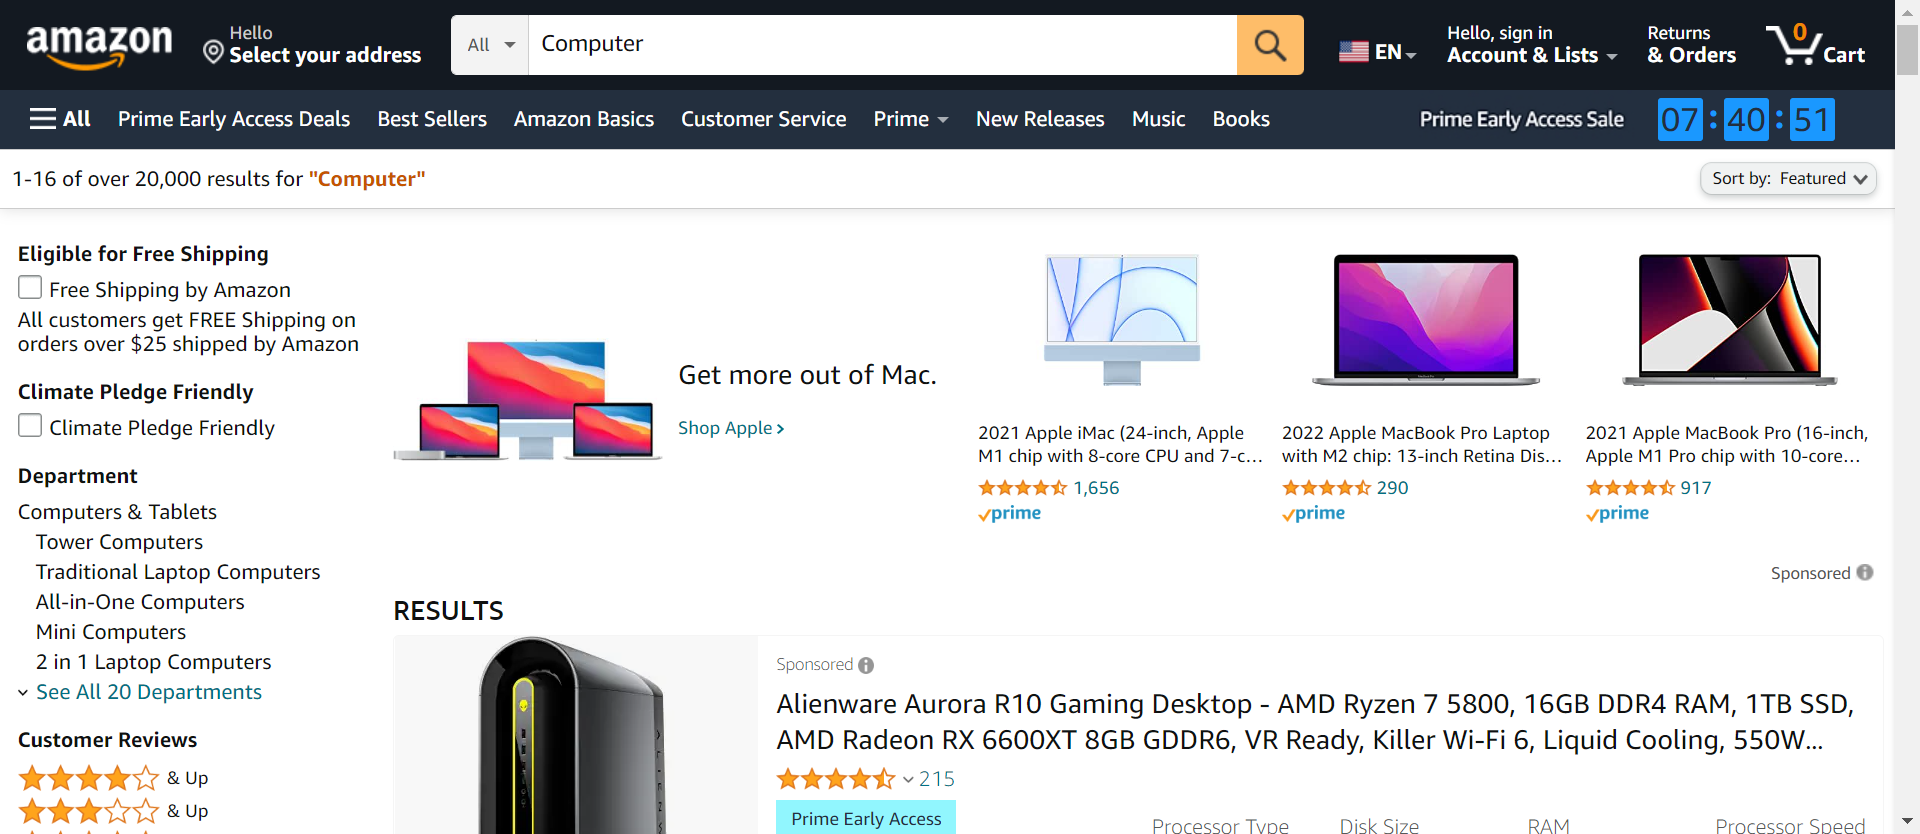 amazon
Hello
Select your address
All
Computer
EN
Hello, sign in
Account & Lists
Returns
& Orders
0
Cart
All
Prime Early Access Deals
Best Sellers
Amazon Basics
Customer Service
Prime
New Releases
Music
Books
Prime Early Access Sale
07:40:51
1-16 of over 20,000 results for "Computer"
Sort by: Featured
Eligible for Free Shipping
Free Shipping by Amazon
All customers get FREE Shipping on
orders over $25 shipped by Amazon
Climate Pledge Friendly
Climate Pledge Friendly
Department
Computers & Tablets
Tower Computers
Traditional Laptop Computers
All-in-One Computers
Mini Computers
2 in 1 Laptop Computers
See All 20 Departments
Customer Reviews
& Up
& Up
Get more out of Mac.
Shop Apple
2021 Apple iMac (24-inch, Apple
M1 chip with 8-core CPU and 7-c...
1,656
prime
2022 Apple MacBook Pro Laptop
with M2 chip: 13-inch Retina Dis...
290
prime
2021 Apple MacBook Pro (16-inch,
Apple M1 Pro chip with 10-core...
917
prime
Sponsored
RESULTS
Sponsored
Alienware Aurora R10 Gaming Desktop - AMD Ryzen 7 5800, 16GB DDR4 RAM, 1TB SSD,
AMD Radeon RX 6600XT 8GB GDDR6, VR Ready, Killer Wi-Fi 6, Liquid Cooling, 550W...
215
Prime Early Access
Processor Type
Disk Size
RAM
Processor Speed